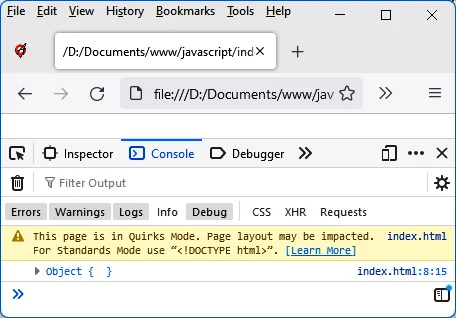 File Edit View History Bookmarks Tools Help
/D:/Documents/www/javascript/ind
file:///D:/Documents/www/jav
Inspector Console Debugger
Filter Output
Errors Warnings Logs Info Debug CSS XHR Requests
This page is in Quirks Mode. Page layout may be impacted. index.html
For Standards Mode use “<!DOCTYPE html>”. [Learn More]
Object { } index.html:8:15